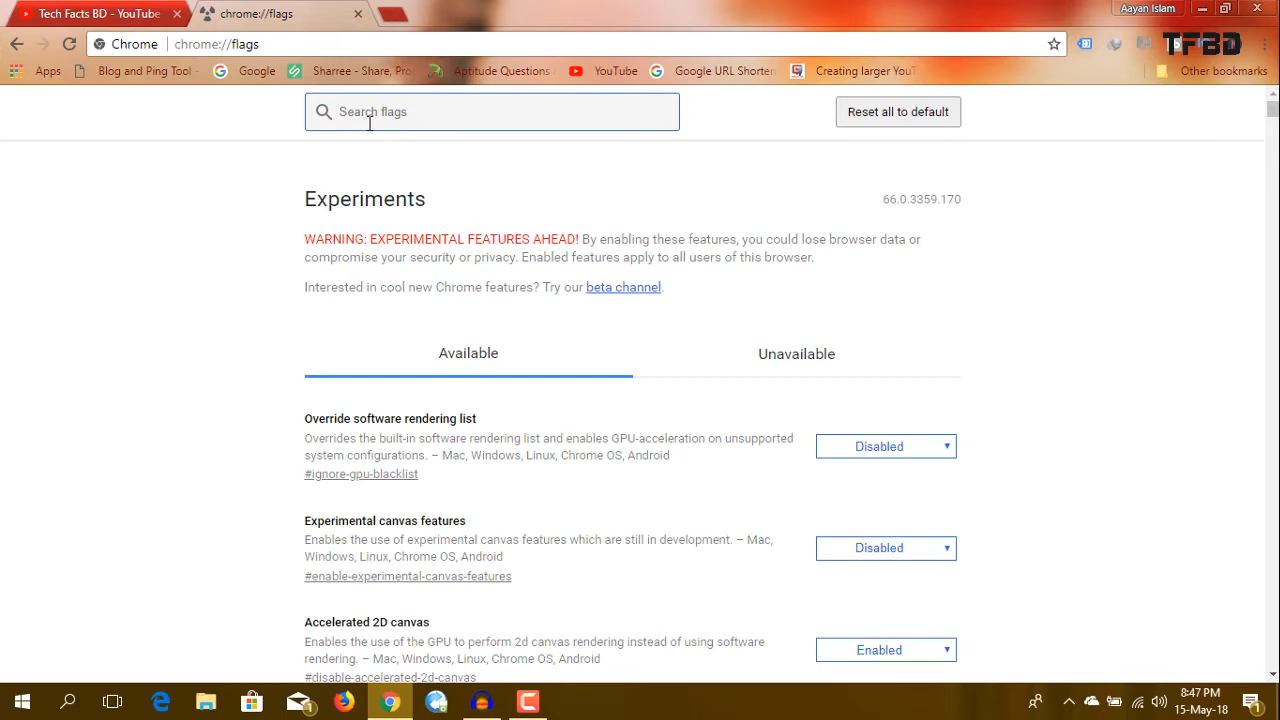 Tech Facts BD - YouTube
chrome://flags
Aayan Islam
Chrome
chrome://flags
TFBD
Apps
Blog and Ping Tool
Google
Sharree - Share, Pro
Aptitude Questions
YouTube
Google URL Shorten
Creating larger YouT
Other bookmarks
Search flags
Reset all to default
Experiments
66.0.3359.170
WARNING: EXPERIMENTAL FEATURES AHEAD! By enabling these features, you could lose browser data or
compromise your security or privacy. Enabled features apply to all users of this browser.
Interested in cool new Chrome features? Try our beta channel.
Available
Unavailable
Override software rendering list
Overrides the built-in software rendering list and enables GPU-acceleration on unsupported
system configurations. – Mac, Windows, Linux, Chrome OS, Android
#ignore-gpu-blacklist
Disabled
Experimental canvas features
Enables the use of experimental canvas features which are still in development. – Mac,
Windows, Linux, Chrome OS, Android
#enable-experimental-canvas-features
Disabled
Accelerated 2D canvas
Enables the use of the GPU to perform 2d canvas rendering instead of using software
rendering. – Mac, Windows, Linux, Chrome OS, Android
#disable-accelerated-2d-canvas
Enabled
1
8:47 PM
15-May-18
1